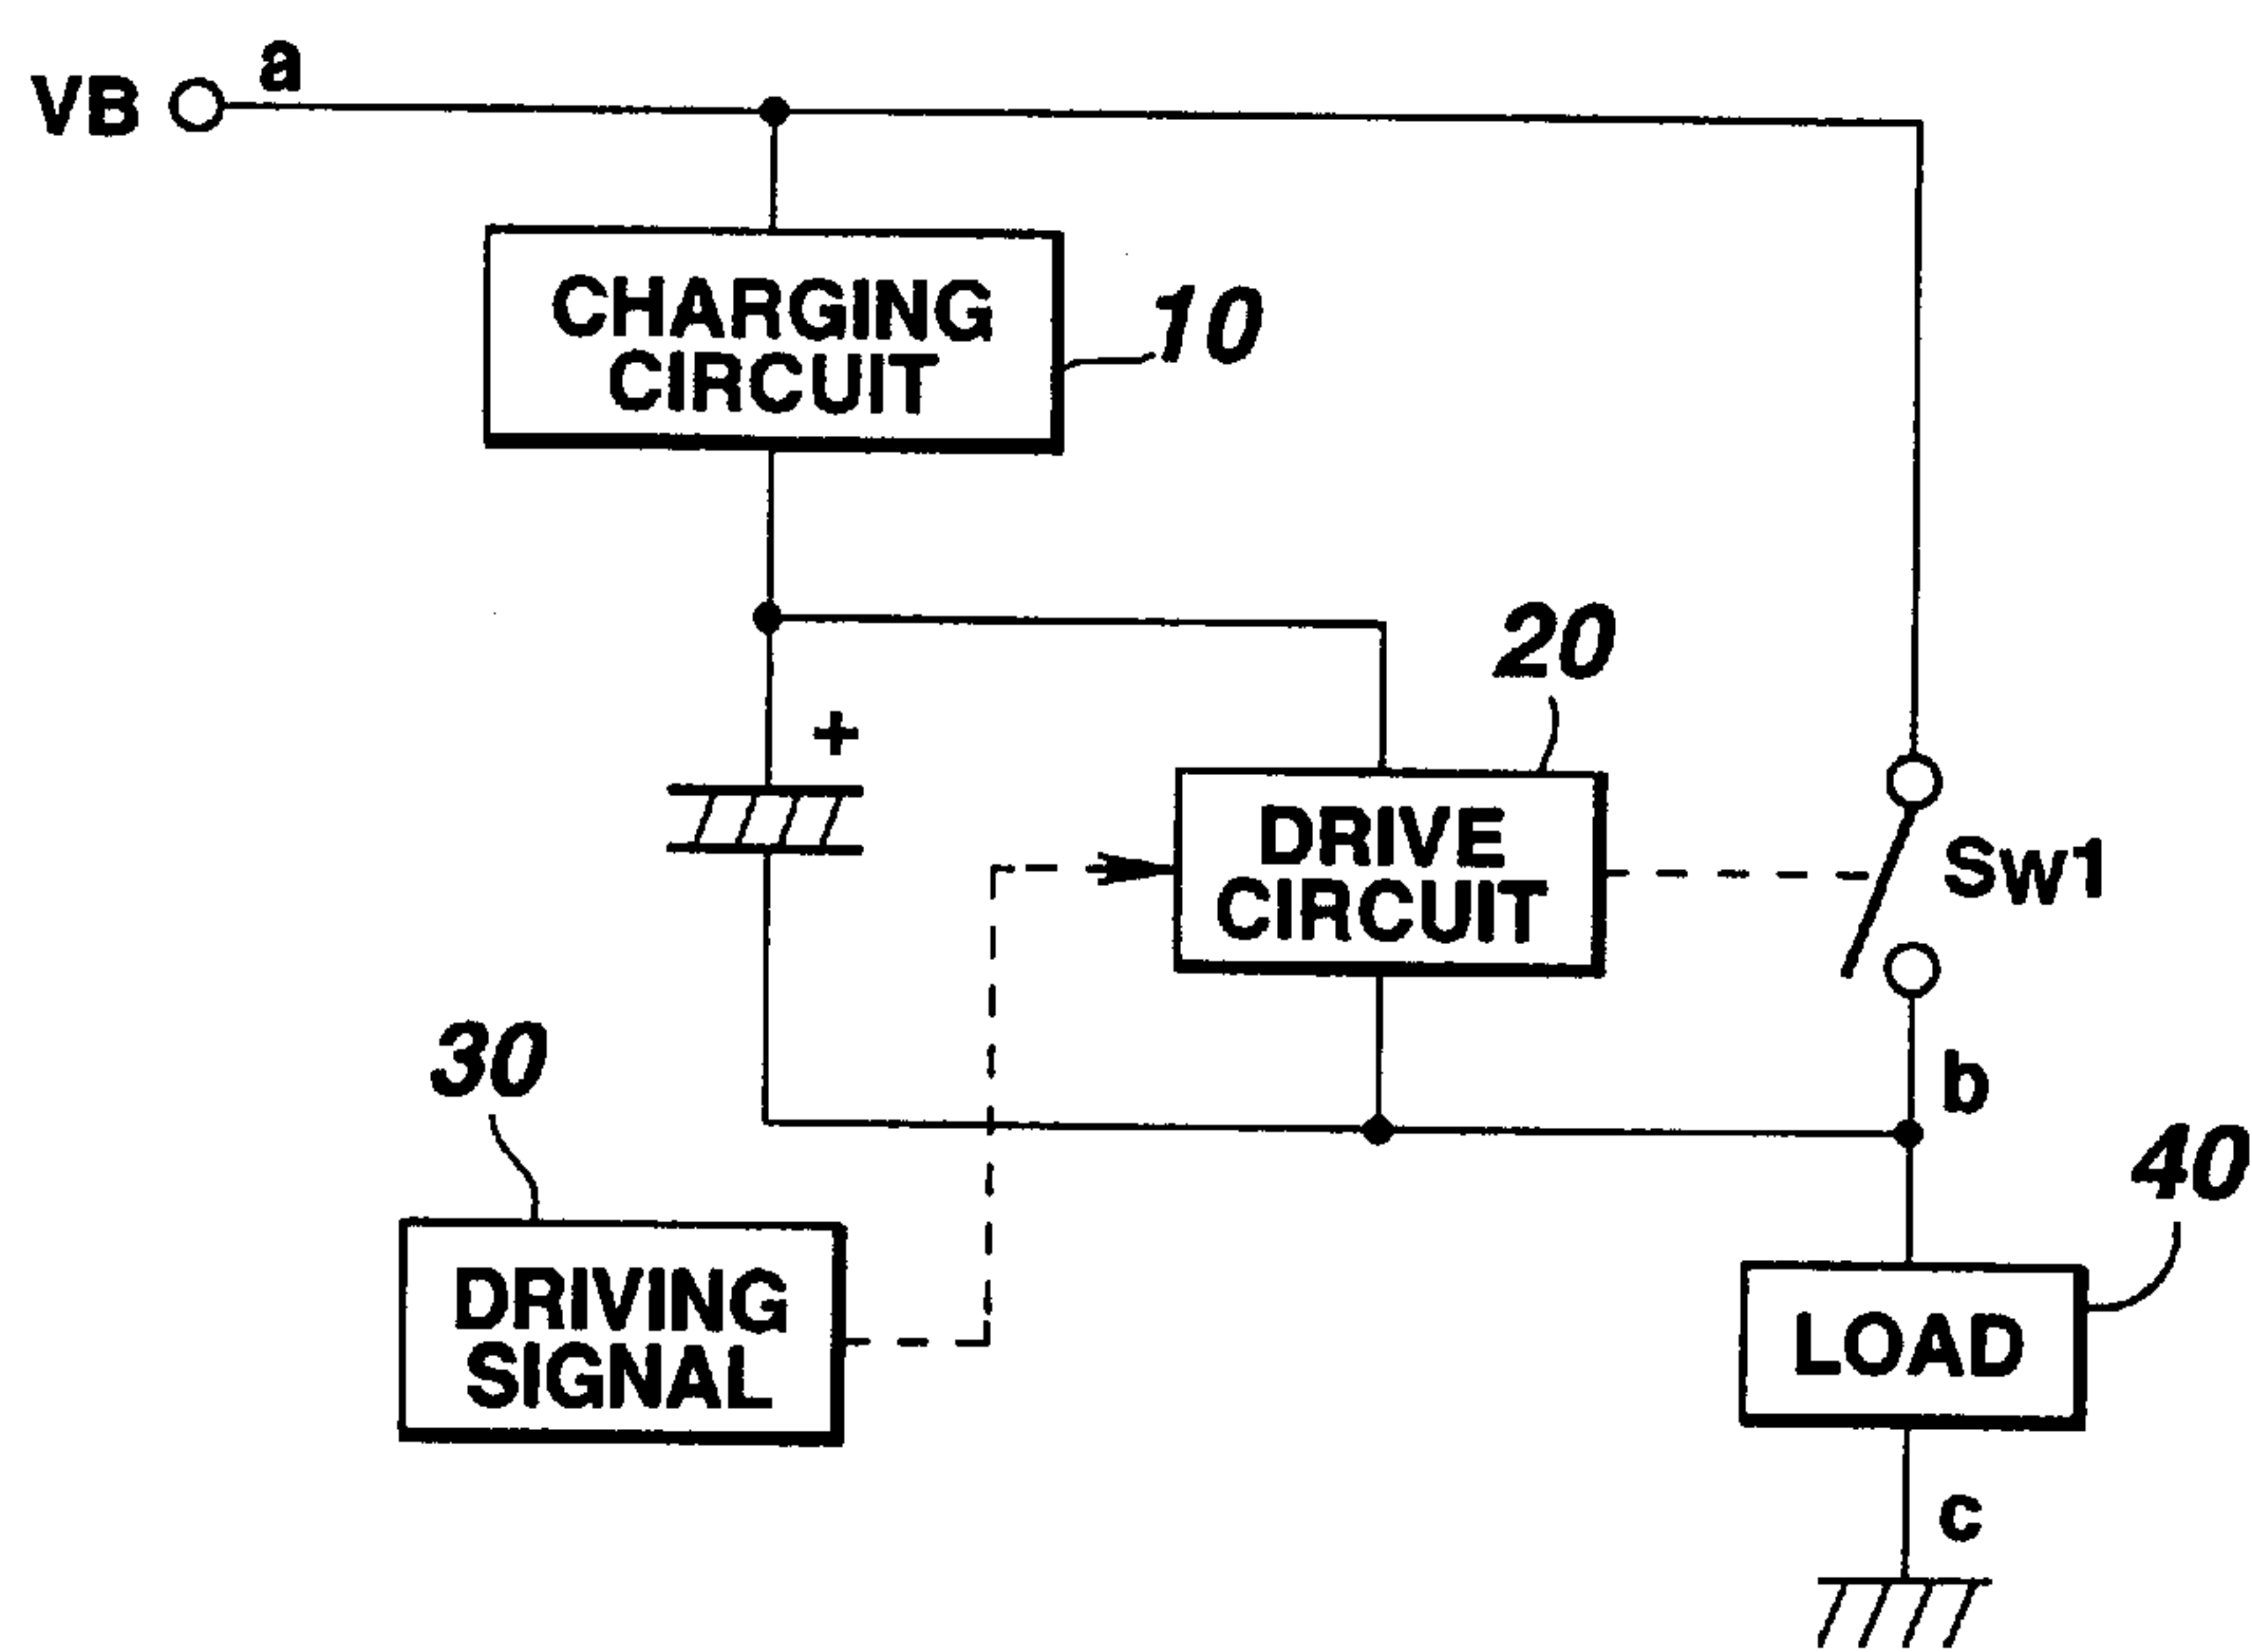 VB
a
CHARGING
CIRCUIT
10
20
+
DRIVE
CIRCUIT
SW1
30
b
40
DRIVING
SIGNAL
LOAD
c